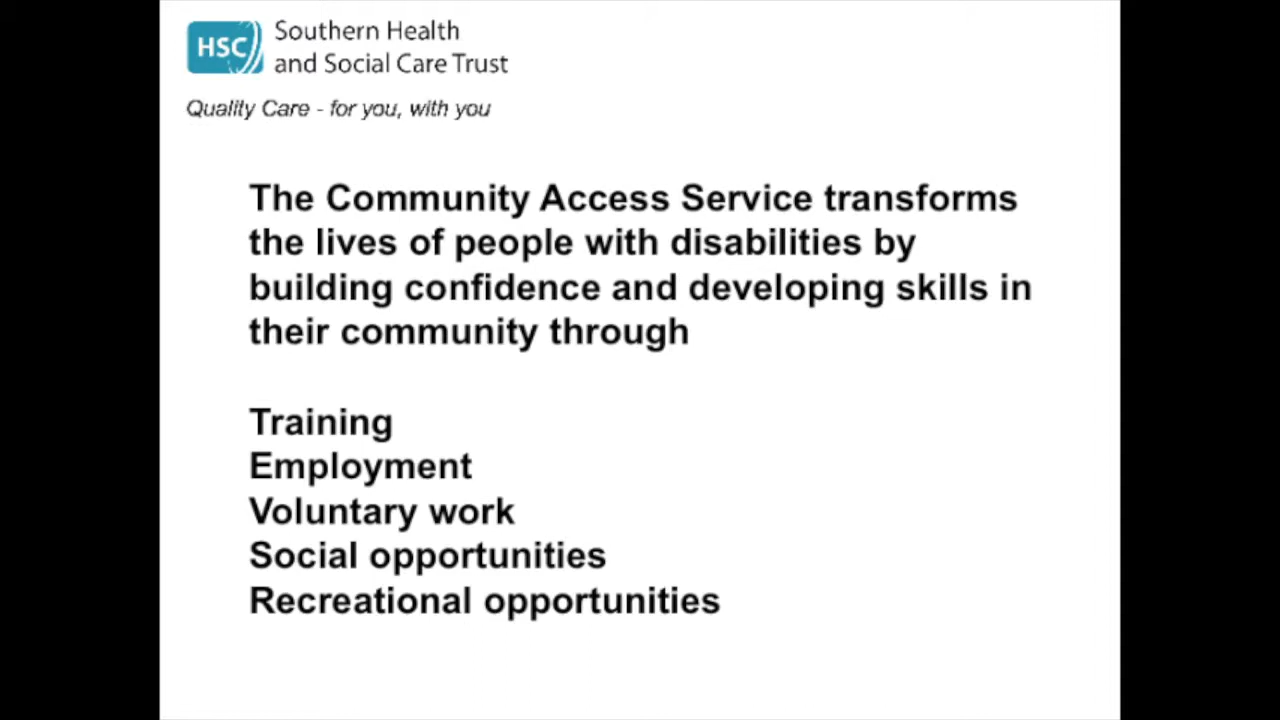 HSC
Southern Health
and Social Care Trust
Quality Care - for you, with you
The Community Access Service transforms
the lives of people with disabilities by
building confidence and developing skills in
their community through
Training
Employment
Voluntary work
Social opportunities
Recreational opportunities